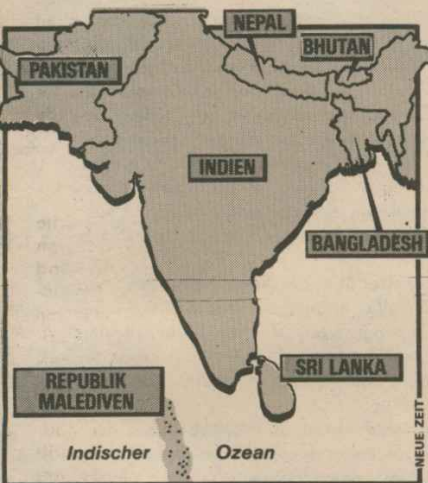 NEPAL
BHUTAN
PAKISTAN
INDIEN
BANGLADESH
SRI LANKA
REPUBLIK
MALEDIVEN
Indischer Ozean
NEUE ZEIT